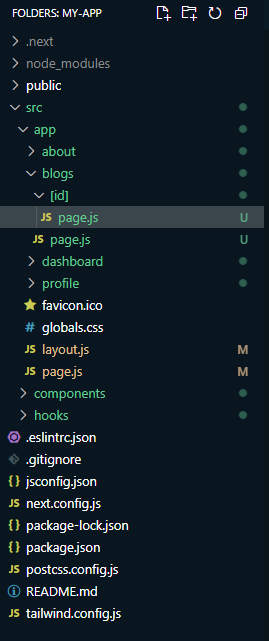 FOLDERS: MY-APP
.next
node_modules
public
src
app
about
blogs
[id]
JS page.js U
JS page.js U
dashboard
profile
favicon.ico
# globals.css
JS layout.js M
JS page.js M
components
hooks
.eslintrc.json
.gitignore
{} jsconfig.json
JS next.config.js
{} package-lock.json
{} package.json
JS postcss.config.js
README.md
JS tailwind.config.js